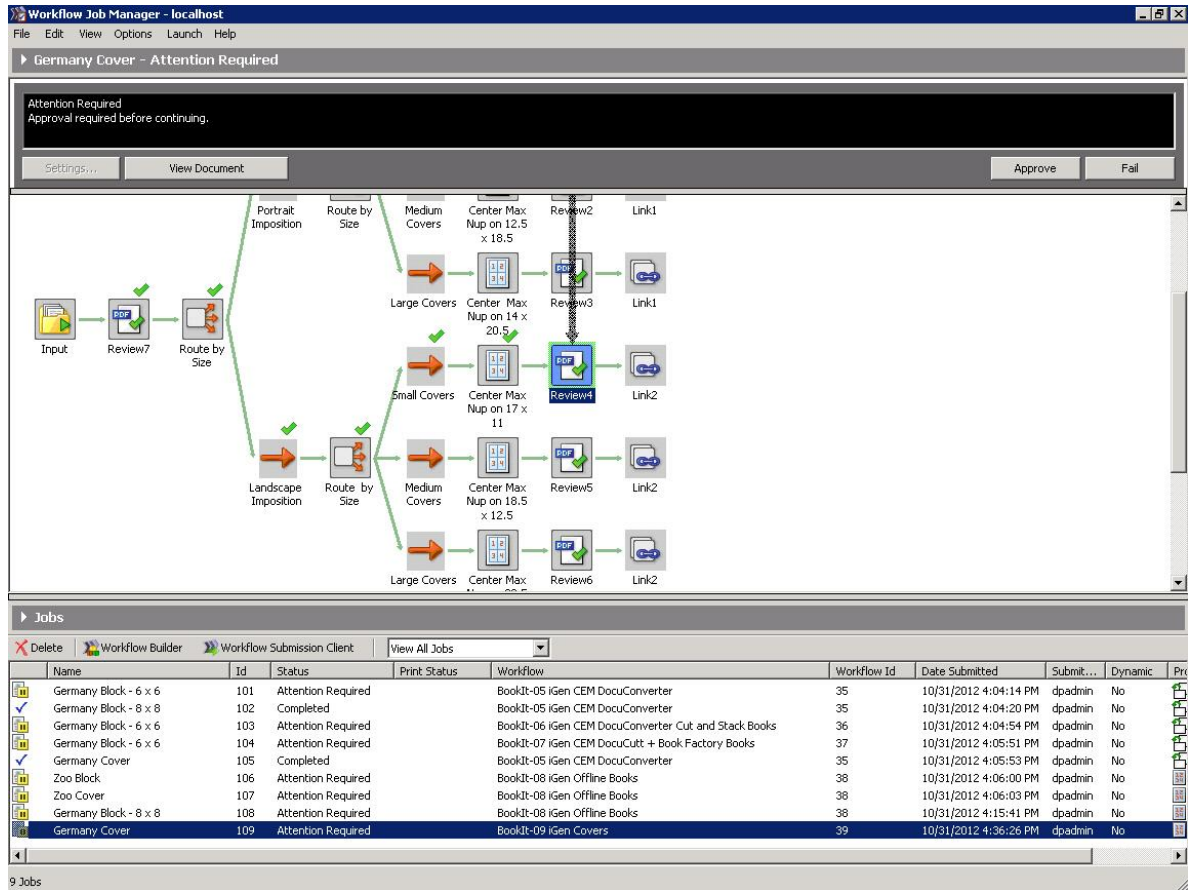 Workflow Job Manager - localhost
File Edit View Options Launch Help
Germany Cover - Attention Required
Attention Required
Approval required before continuing.
Settings... View Document Approve Fail
Portrait Imposition Route by Size Medium Covers Center Max Nup on 12.5 x 18.5 Review2 Link1
Large Covers Center Max Nup on 14 x 20.5 Review3 Link1
Input Review7 Route by Size
Small Covers Center Max Nup on 17 x 11 Review4 Link2
Landscape Imposition Route by Size Medium Covers Center Max Nup on 18.5 x 12.5 Review5 Link2
Large Covers Center Max Review6 Link2
Jobs
Delete Workflow Builder Workflow Submission Client View All Jobs
Name Id Status Print Status Workflow Workflow Id Date Submitted Submit... Dynamic
Germany Block - 6 x 6 101 Attention Required BookIt-05 iGen CEM DocuConverter 35 10/31/2012 4:04:14 PM dpadmin No
Germany Block - 8 x 8 102 Completed BookIt-05 iGen CEM DocuConverter 35 10/31/2012 4:04:20 PM dpadmin No
Germany Block - 6 x 6 103 Attention Required BookIt-06 iGen CEM DocuConverter Cut and Stack Books 36 10/31/2012 4:04:54 PM dpadmin No
Germany Block - 6 x 6 104 Attention Required BookIt-07 iGen CEM DocuCutt + Book Factory Books 37 10/31/2012 4:05:51 PM dpadmin No
Germany Cover 105 Completed BookIt-05 iGen CEM DocuConverter 35 10/31/2012 4:05:53 PM dpadmin No
Zoo Block 106 Attention Required BookIt-08 iGen Offline Books 38 10/31/2012 4:06:00 PM dpadmin No
Zoo Cover 107 Attention Required BookIt-08 iGen Offline Books 38 10/31/2012 4:06:03 PM dpadmin No
Germany Block - 8 x 8 108 Attention Required BookIt-08 iGen Offline Books 38 10/31/2012 4:15:41 PM dpadmin No
Germany Cover 109 Attention Required BookIt-09 iGen Covers 39 10/31/2012 4:36:26 PM dpadmin No
9 Jobs